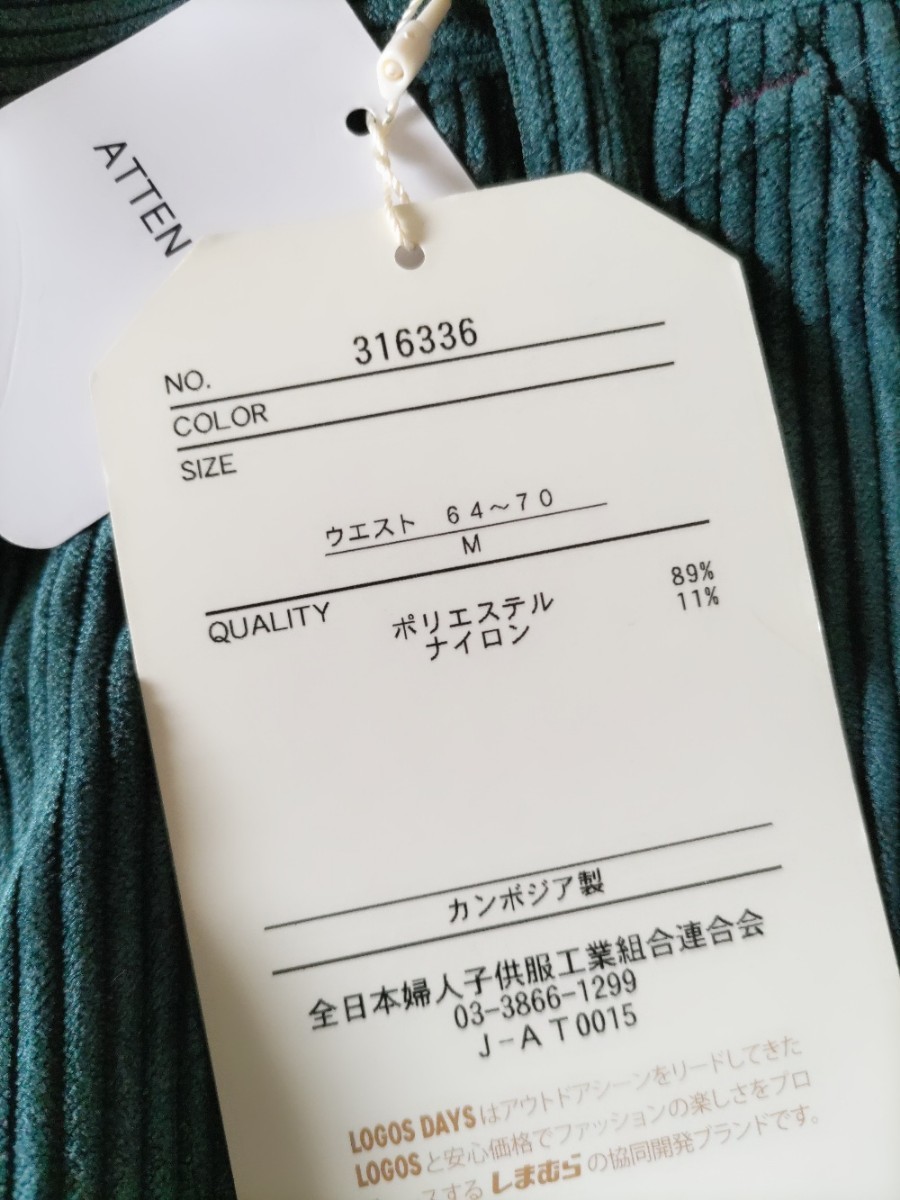 ATTEN
NO. 316336
COLOR
SIZE
ウエスト 64～70
M
QUALITY ポリエステル 89%
ナイロン 11%
カンボジア製
全日本婦人子供服工業組合連合会
03-3866-1299
J-AT0015
LOGOS DAYSはアウトドアシーンをリードしてきた
LOGOSと安心価格でファッションの楽しさをプロ
ースする しまむら の協同開発ブランドです。